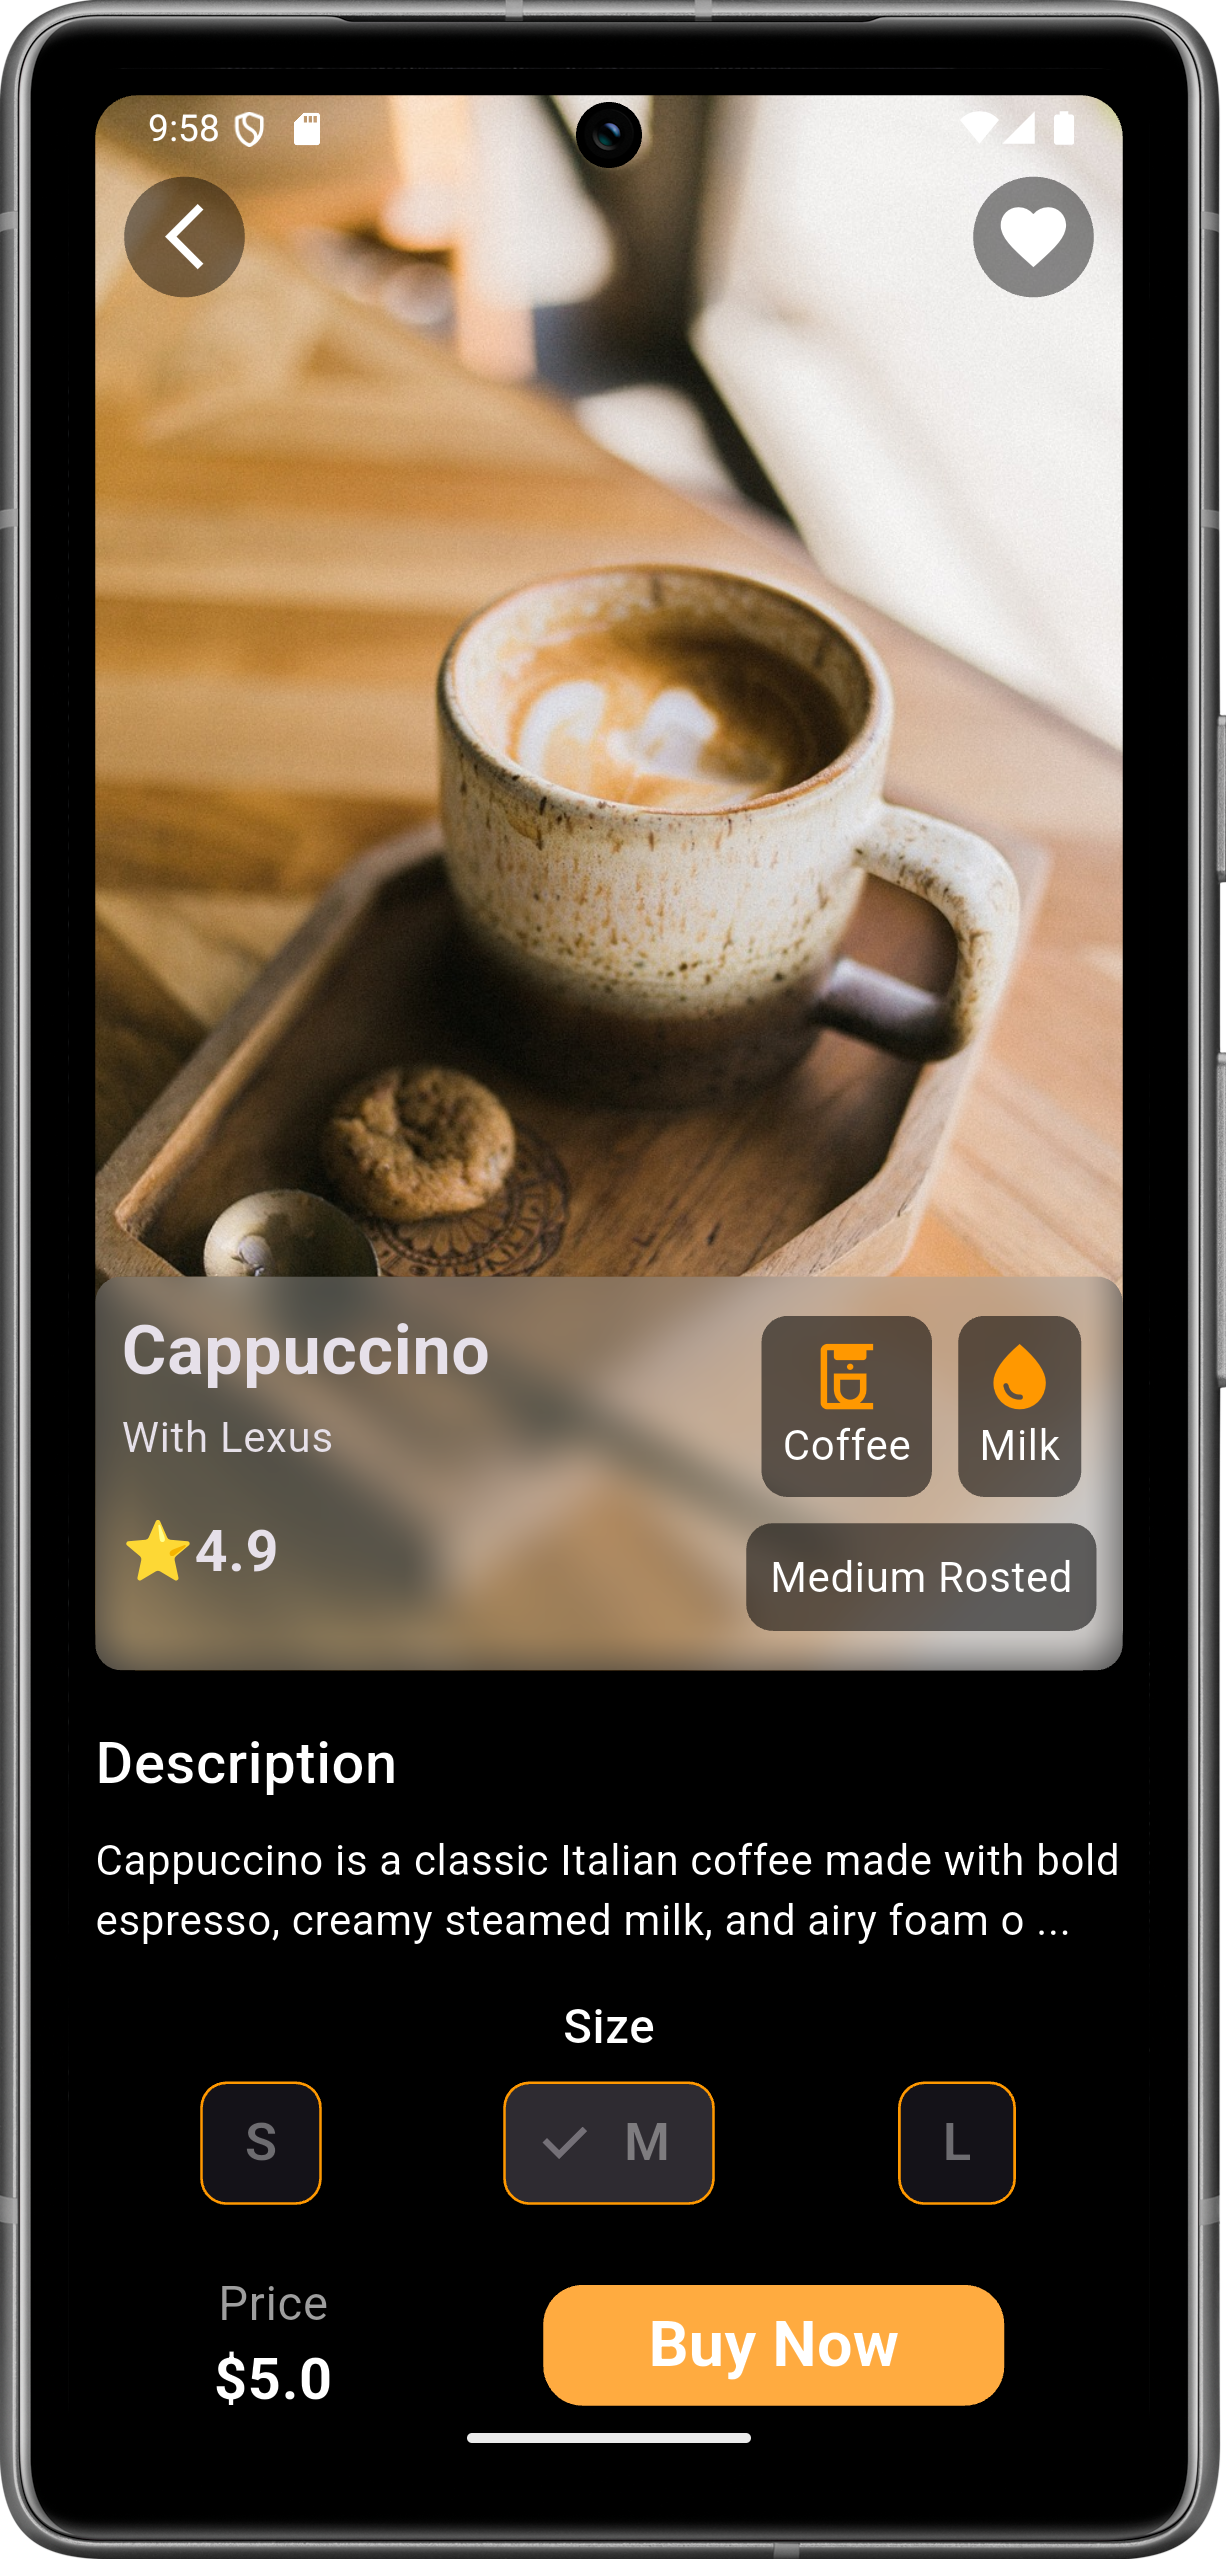 9:58
Cappuccino
With Lexus
⭐4.9
Coffee
Milk
Medium Rosted
Description
Cappuccino is a classic Italian coffee made with bold
espresso, creamy steamed milk, and airy foam o ...
Size
S
M
L
Price
$5.0
Buy Now